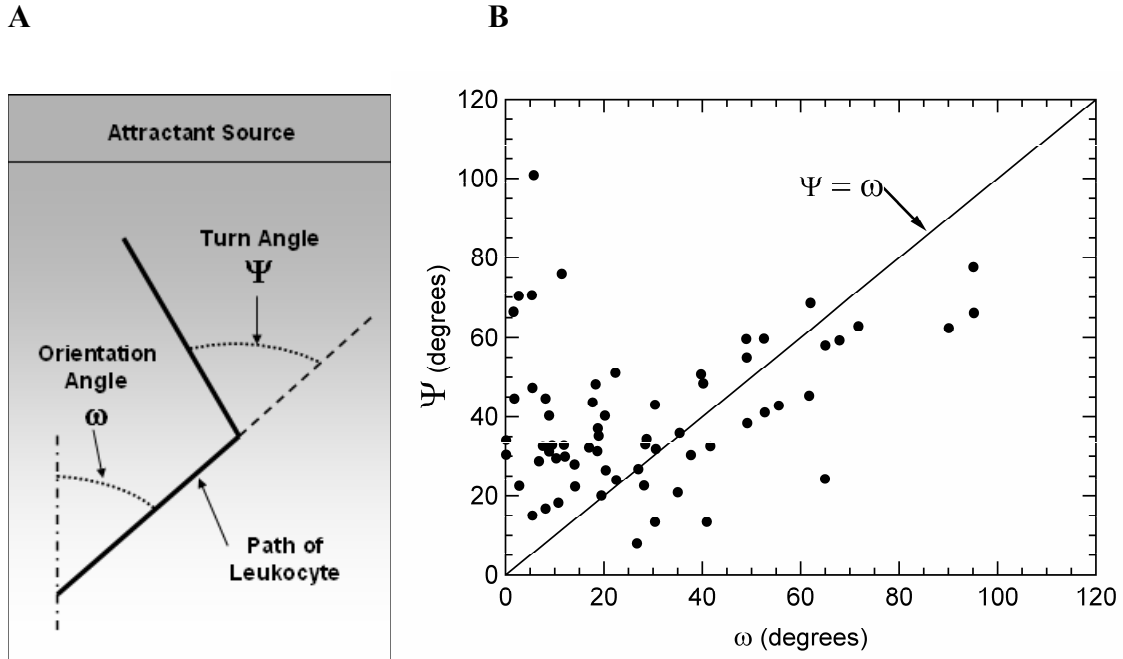 A
B
Attractant Source
Turn Angle
Ψ
Orientation
Angle
ω
Path of
Leukocyte
120
100
80
60
40
20
0
Ψ (degrees)
Ψ = ω
0
20
40
60
80
100
120
ω (degrees)